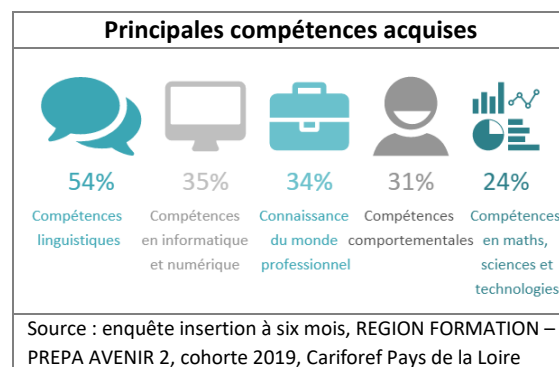 Principales compétences acquises
54%
35%
34%
31%
24%
Compétences
linguistiques
Compétences
en informatique
et numérique
Connaissance
du monde
professionnel
Compétences
comportementales
Compétences
en maths,
sciences et
technologies
Source : enquête insertion à six mois, REGION FORMATION –
PREPA AVENIR 2, cohorte 2019, Cariforef Pays de la Loire